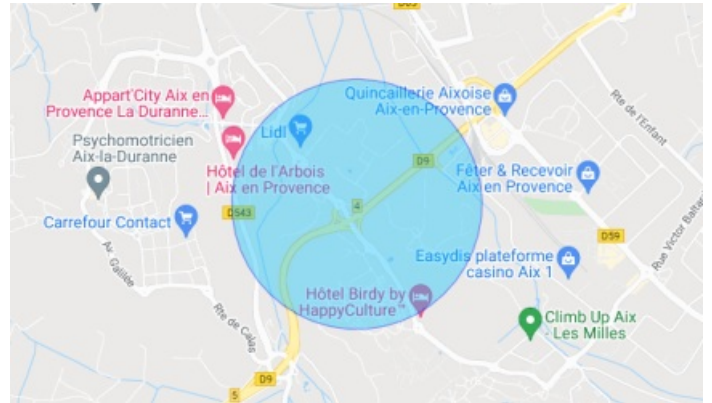 D65
Appart'City Aix en
Provence La Duranne...
Quincaillerie Aixoise
Aix-en-Provence
Lidl
Psychomotricien
Aix-la-Duranne
Hôtel de l'Arbois
| Aix en Provence
D9
Fêter & Recevoir
Aix en Provence
Rte de l'Enfant
Carrefour Contact
D543
4
D59
Rue Victor Baltard
Easydis plateforme
casino Aix 1
Av. Galilée
Hôtel Birdy by
HappyCulture™
Rte de Calas
Climb Up Aix
- Les Milles
D9
5